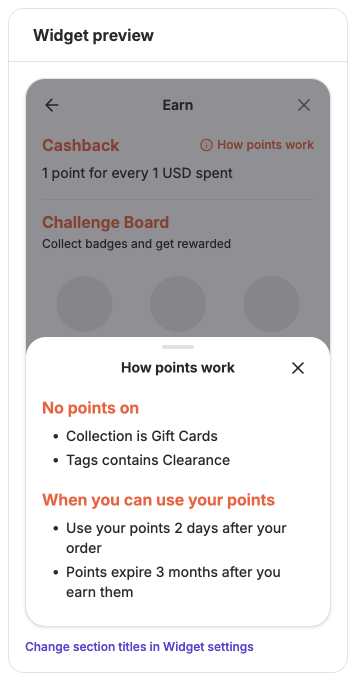 Widget preview
Earn
Cashback
How points work
1 point for every 1 USD spent
Challenge Board
Collect badges and get rewarded
How points work
No points on
• Collection is Gift Cards
• Tags contains Clearance
When you can use your points
• Use your points 2 days after your
order
• Points expire 3 months after you
earn them
Change section titles in Widget settings